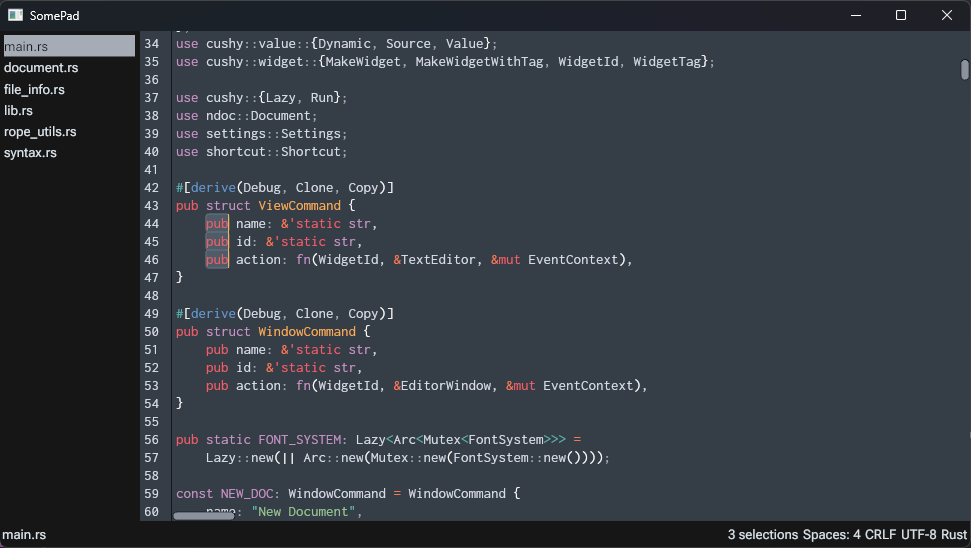 SomePad
main.rs
document.rs
file_info.rs
lib.rs
rope_utils.rs
syntax.rs
34 use cushy::value::{Dynamic, Source, Value};
35 use cushy::widget::{MakeWidget, MakeWidgetWithTag, WidgetId, WidgetTag};
36
37 use cushy::{Lazy, Run};
38 use ndoc::Document;
39 use settings::Settings;
40 use shortcut::Shortcut;
41
42 #[derive(Debug, Clone, Copy)]
43 pub struct ViewCommand {
44     pub name: &'static str,
45     pub id: &'static str,
46     pub action: fn(WidgetId, &TextEditor, &mut EventContext),
47 }
48
49 #[derive(Debug, Clone, Copy)]
50 pub struct WindowCommand {
51     pub name: &'static str,
52     pub id: &'static str,
53     pub action: fn(WidgetId, &EditorWindow, &mut EventContext),
54 }
55
56 pub static FONT_SYSTEM: Lazy<Arc<Mutex<FontSystem>>> =
57     Lazy::new(|| Arc::new(Mutex::new(FontSystem::new())));
58
59 const NEW_DOC: WindowCommand = WindowCommand {
60     name: "New Document",
main.rs
3 selections Spaces: 4 CRLF UTF-8 Rust